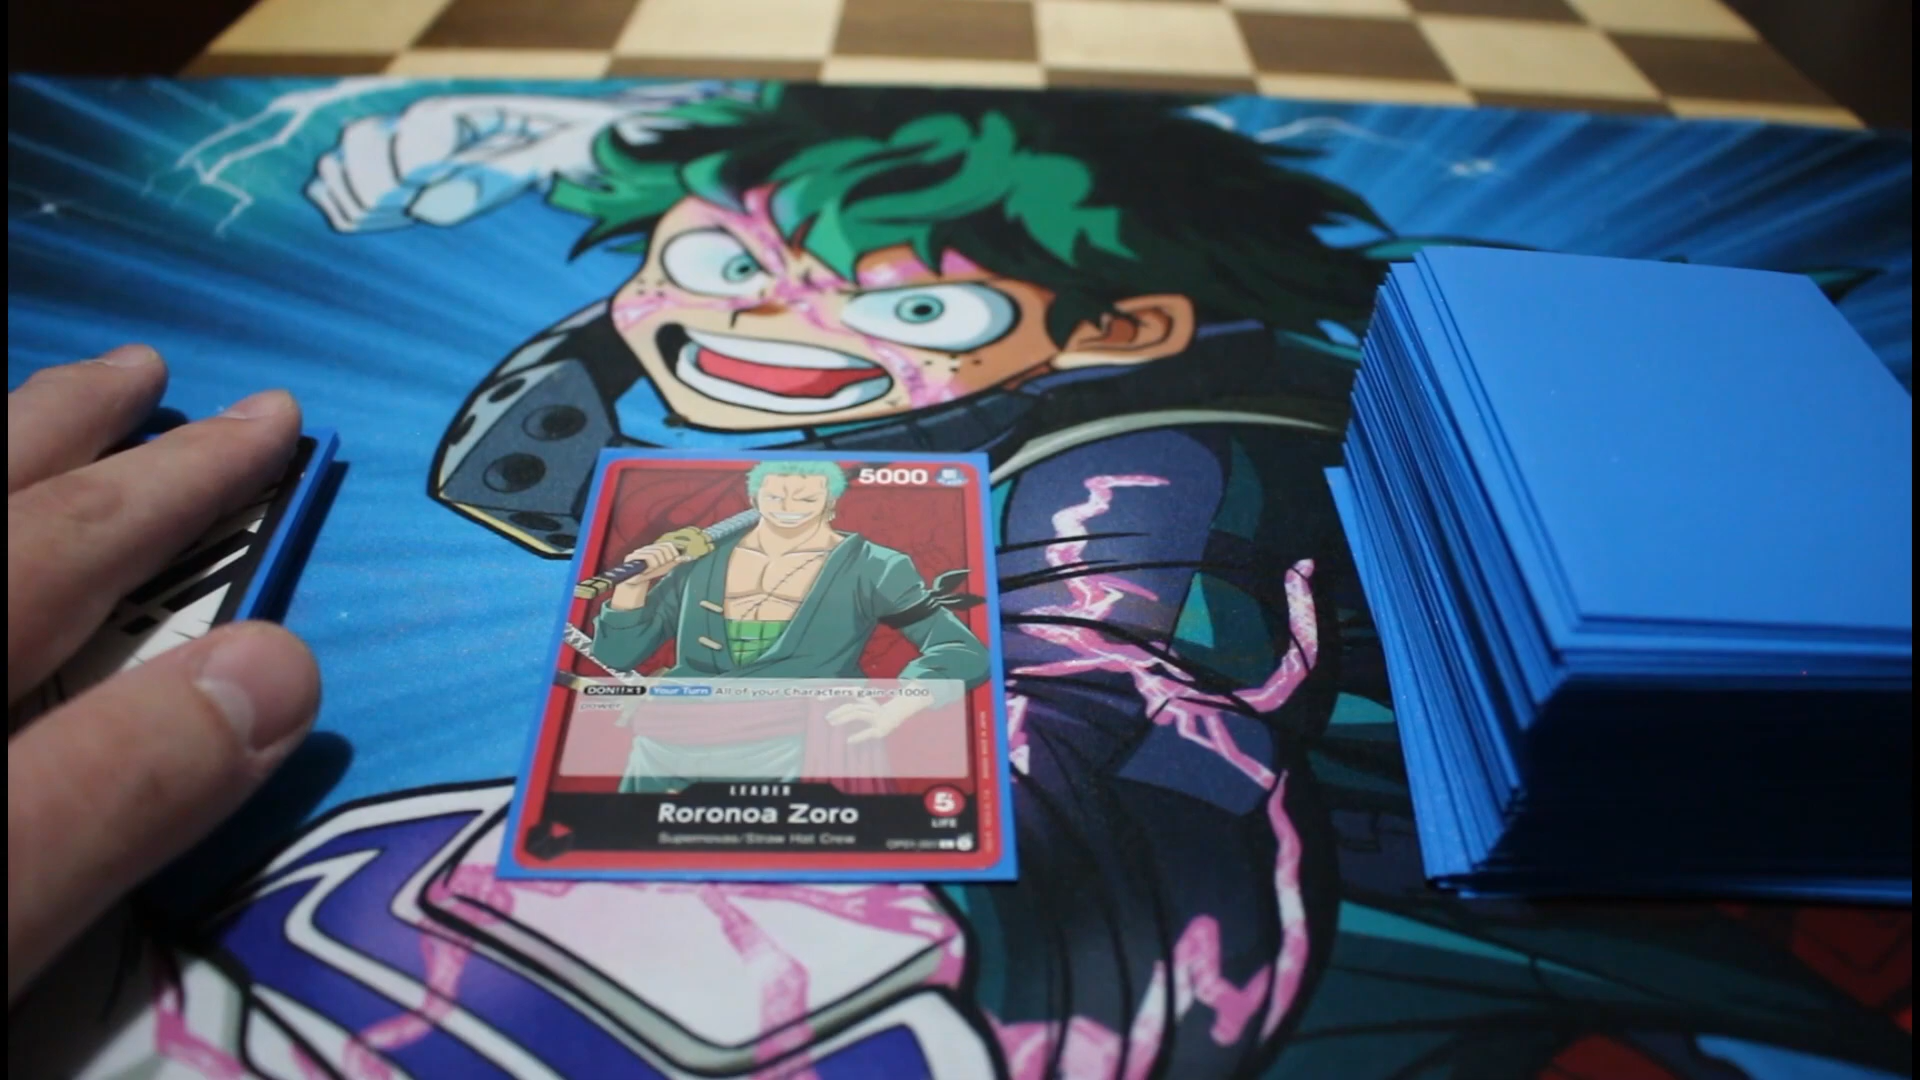 5000
DON!!×1 Your Turn All of your Characters gain +1000
power.
LEADER
Roronoa Zoro
5
LIFE
Supernovas/Straw Hat Crew